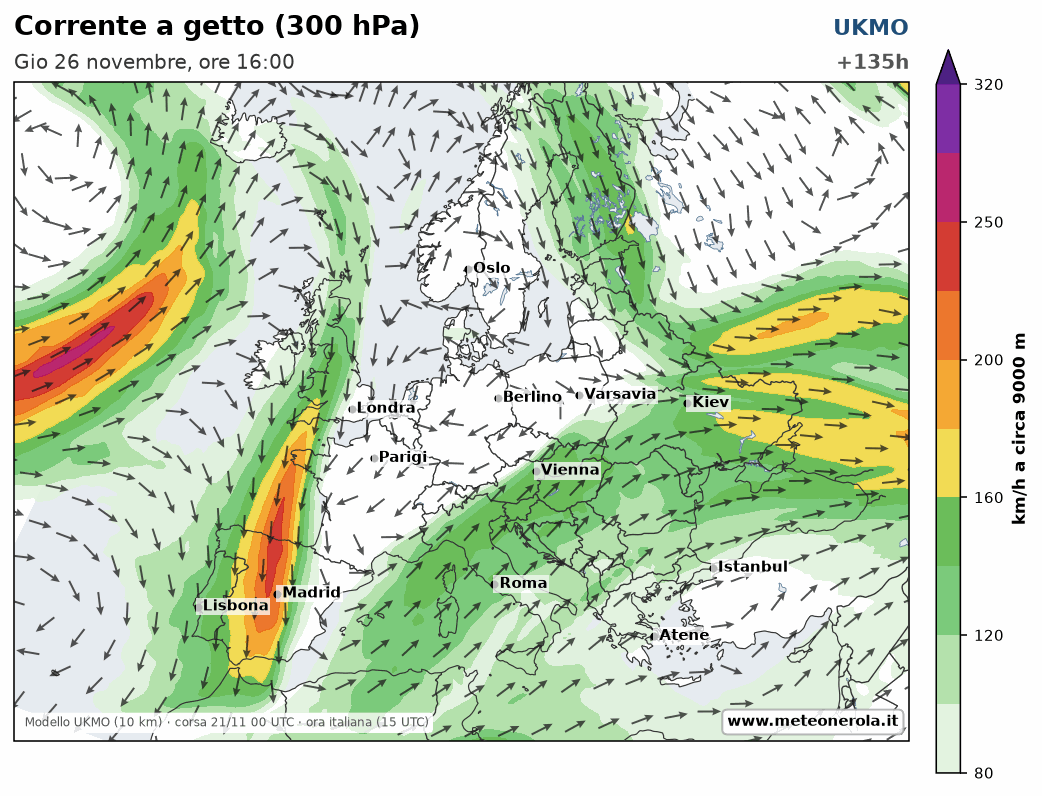 Corrente a getto (300 hPa)
UKMO
Gio 26 novembre, ore 16:00
+135h
320
250
200
160
120
80
km/h a circa 9000 m
Oslo
Berlino
Varsavia
Kiev
Londra
Parigi
Vienna
Istanbul
Roma
Madrid
Lisbona
Atene
Modello UKMO (10 km) · corsa 21/11 00 UTC · ora italiana (15 UTC)
www.meteonerola.it